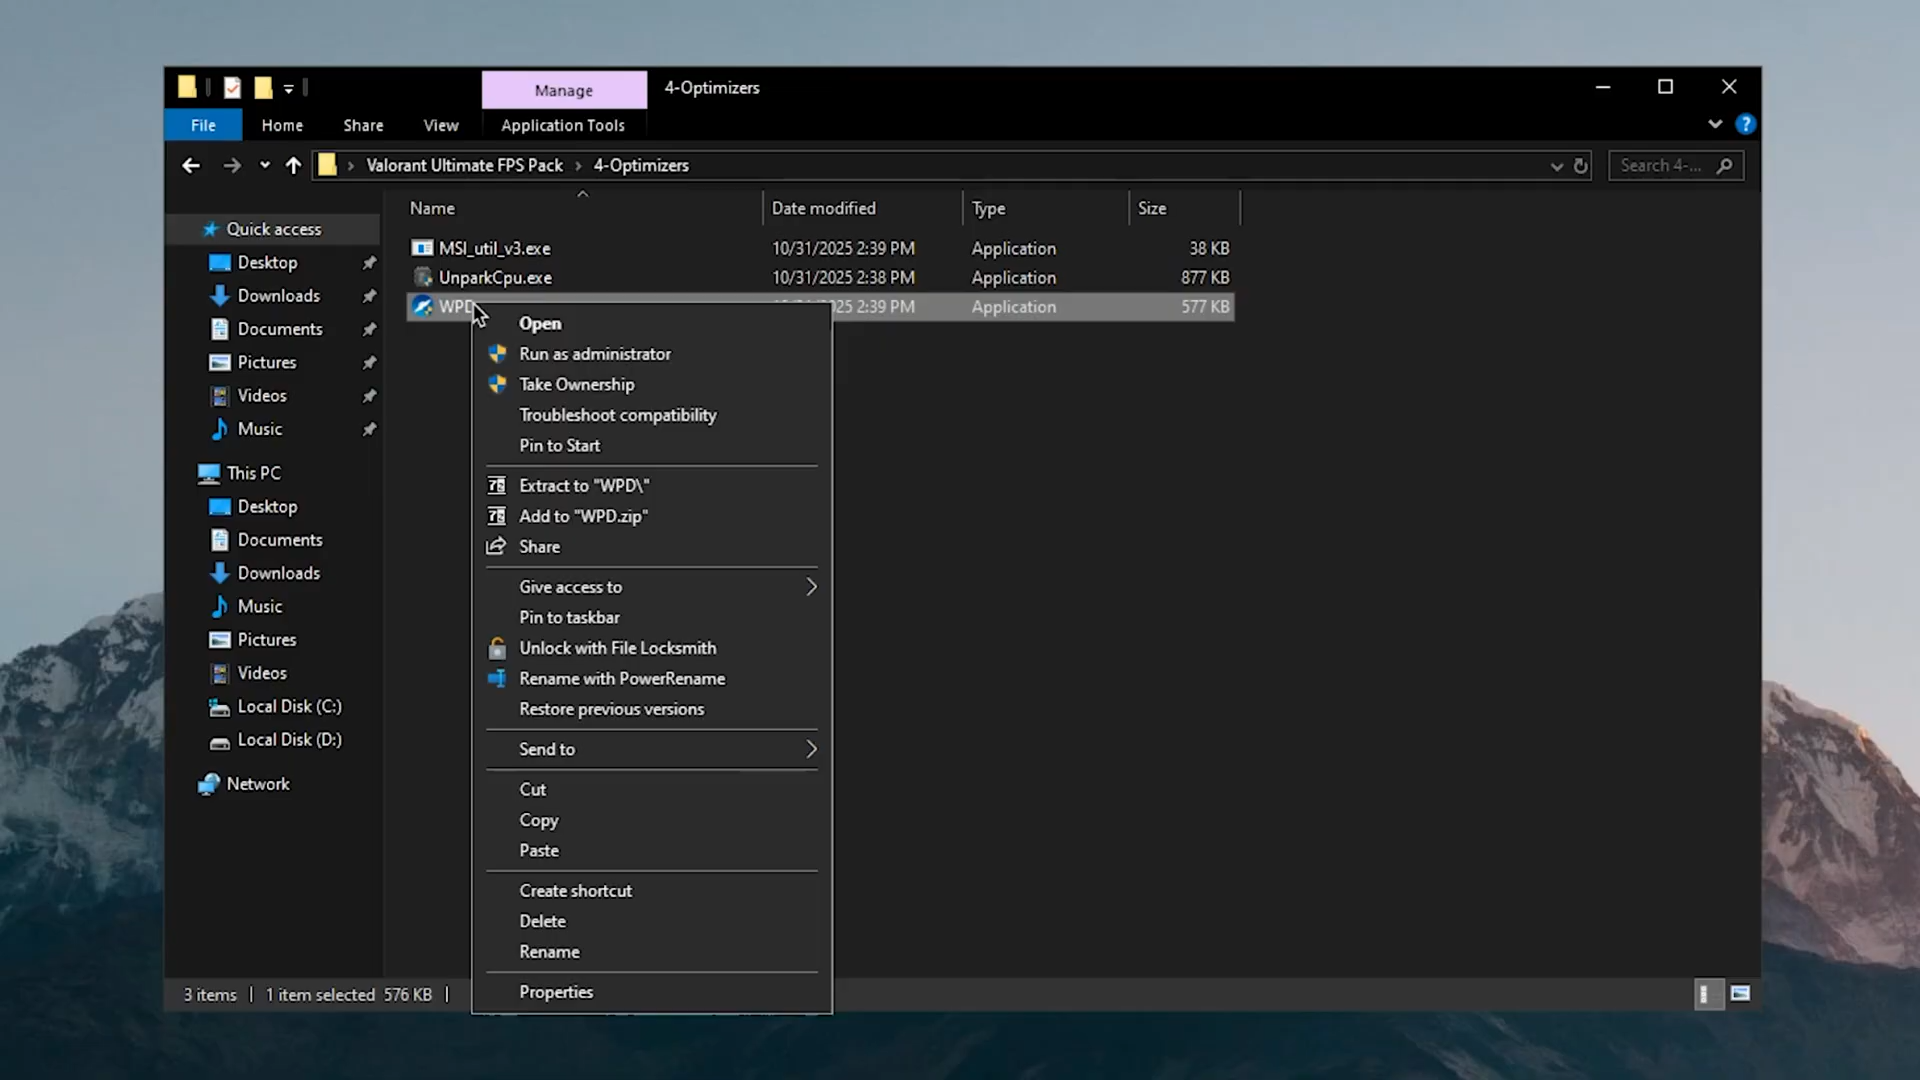 Manage
4-Optimizers
File
Home
Share
View
Application Tools
?
Valorant Ultimate FPS Pack
4-Optimizers
Search 4-...
Name
Date modified
Type
Size
Quick access
Desktop
Downloads
Documents
Pictures
Videos
Music
This PC
Desktop
Documents
Downloads
Music
Pictures
Videos
Local Disk (C:)
Local Disk (D:)
Network
MSI_util_v3.exe 10/31/2025 2:39 PM Application 38 KB
UnparkCpu.exe 10/31/2025 2:38 PM Application 877 KB
WPD 2:39 PM Application 577 KB
Open
Run as administrator
Take Ownership
Troubleshoot compatibility
Pin to Start
Extract to "WPD\"
Add to "WPD.zip"
Share
Give access to
Pin to taskbar
Unlock with File Locksmith
Rename with PowerRename
Restore previous versions
Send to
Cut
Copy
Paste
Create shortcut
Delete
Rename
Properties
3 items 1 item selected 576 KB